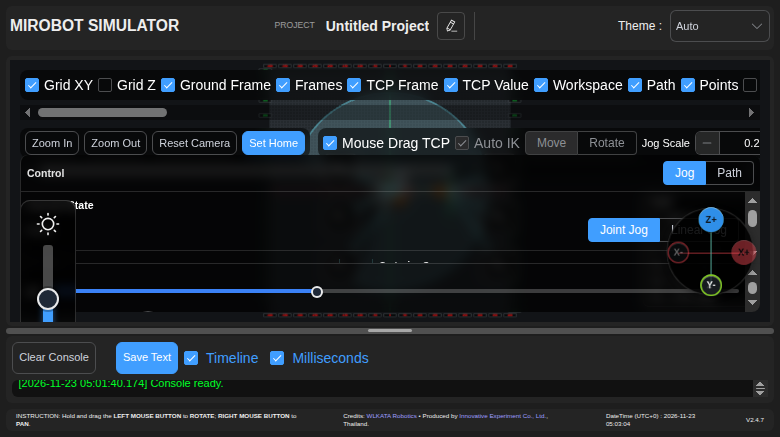 MIROBOT SIMULATOR
PROJECT Untitled Project
Theme : Auto
Grid XY Grid Z Ground Frame Frames TCP Frame TCP Value Workspace Path Points
Zoom In Zoom Out Reset Camera Set Home Mouse Drag TCP Auto IK Move Rotate Jog Scale 0.2
Control Jog Path
Z+
Joint Jog
X- X+
Y-
Clear Console Save Text Timeline Milliseconds
[2026-11-23 05:01:40.174] Console ready.
INSTRUCTION: Hold and drag the LEFT MOUSE BUTTON to ROTATE; RIGHT MOUSE BUTTON to
PAN.
Credits: WLKATA Robotics • Produced by Innovative Experiment Co., Ltd.,
Thailand.
DateTime (UTC+0) : 2026-11-23
05:03:04
V2.4.7